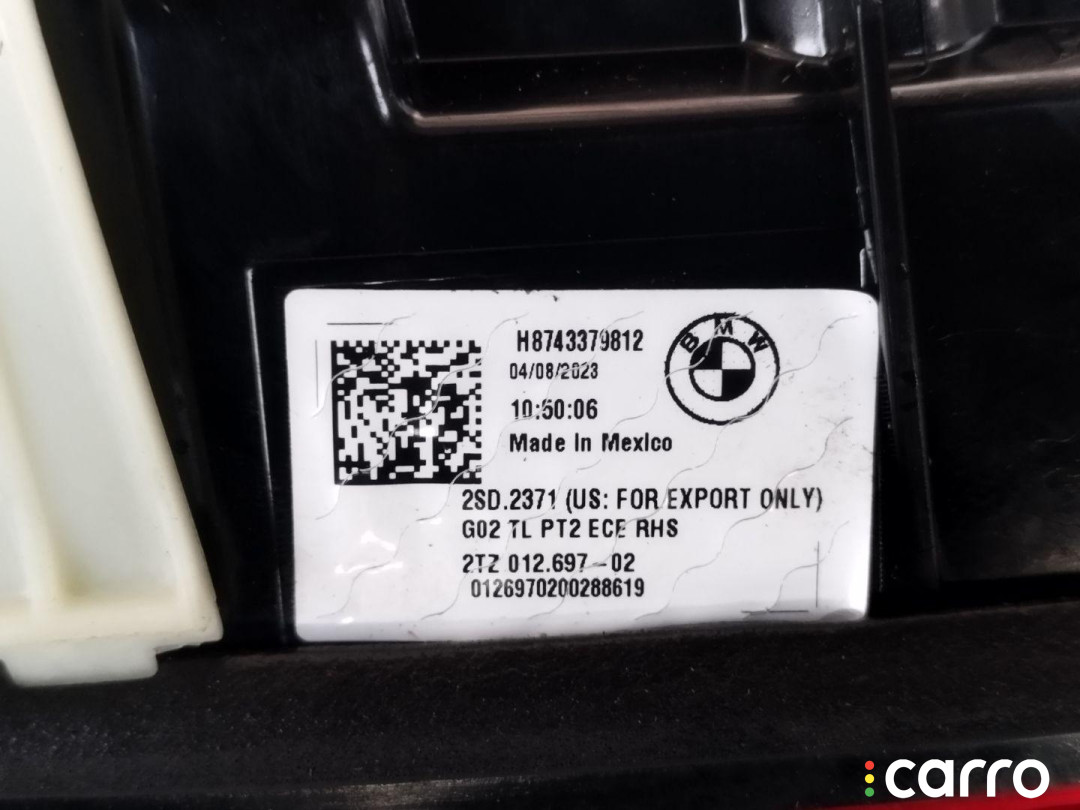 H8743379812
04/08/2023
10:50:06
Made In Mexico
BMW
2SD.2371 (US: FOR EXPORT ONLY)
G02 TL PT2 ECE RHS
2TZ 012.697-02
0126970200288619
carro